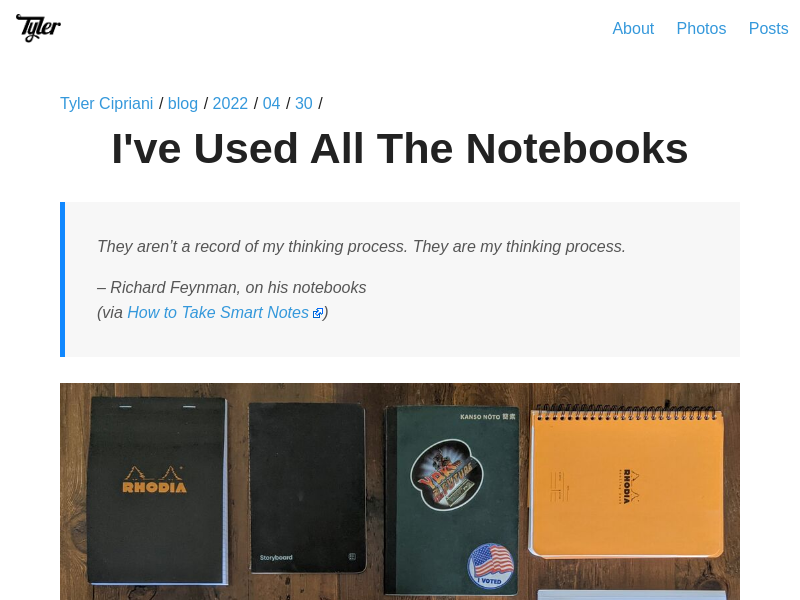 Tyler
About Photos Posts
Tyler Cipriani / blog / 2022 / 04 / 30 /
I've Used All The Notebooks
They aren’t a record of my thinking process. They are my thinking process.
– Richard Feynman, on his notebooks
(via How to Take Smart Notes)
KANSO NOTO 簡素
RHODIA
RHODIA
Storyboard
I VOTED